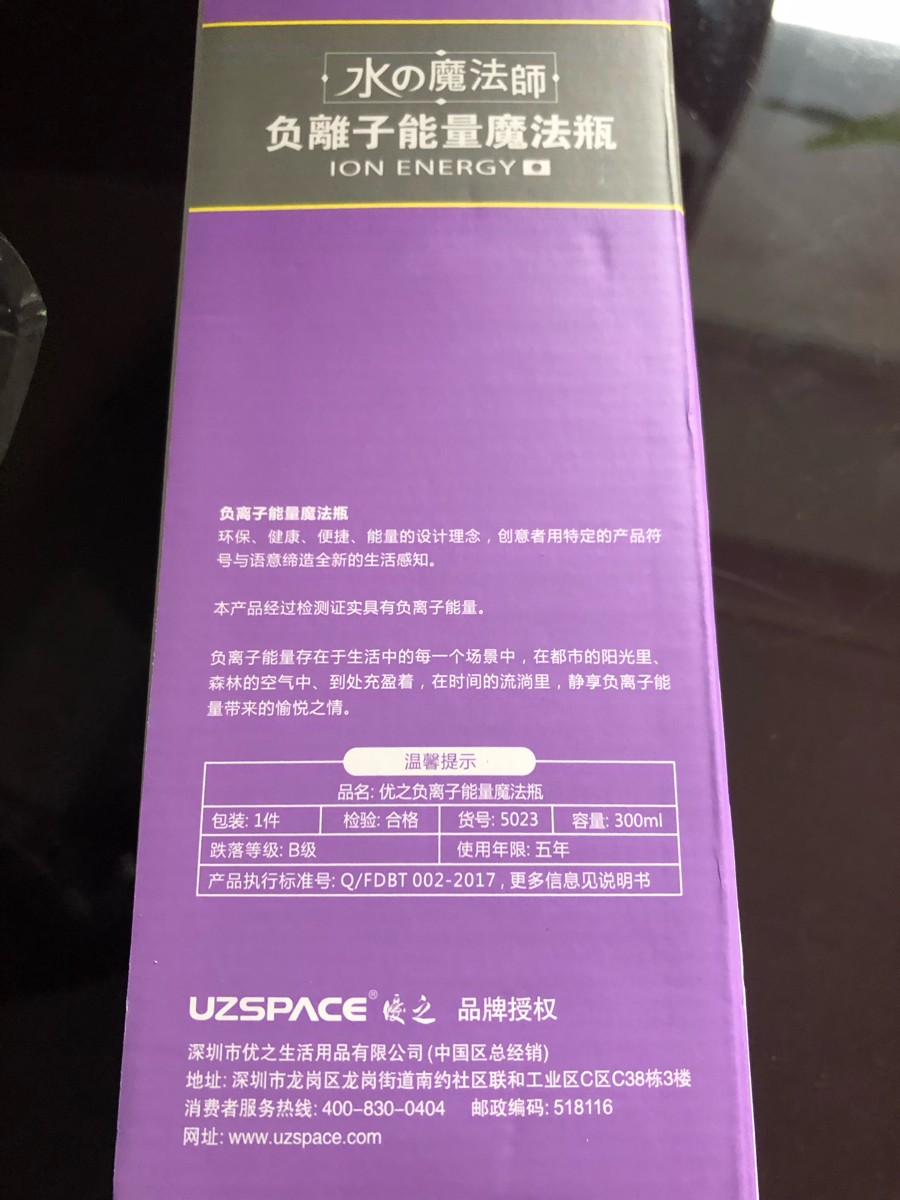 水の魔法師
负離子能量魔法瓶
ION ENERGY
负离子能量魔法瓶
环保、健康、便捷、能量的设计理念，创意者用特定的产品符
号与语意缔造全新的生活感知。
本产品经过检测证实具有负离子能量。
负离子能量存在于生活中的每一个场景中，在都市的阳光里、
森林的空气中、到处充盈着，在时间的流淌里，静享负离子能
量带来的愉悦之情。
温馨提示
品名: 优之负离子能量魔法瓶
包装: 1件 检验: 合格 货号: 5023 容量: 300ml
跌落等级: B级 使用年限: 五年
产品执行标准号: Q/FDBT 002-2017 , 更多信息见说明书
UZSPACE® 优之 品牌授权
深圳市优之生活用品有限公司 (中国区总经销)
地址: 深圳市龙岗区龙岗街道南约社区联和工业区C区C38栋3楼
消费者服务热线: 400-830-0404 邮政编码: 518116
网址: www.uzspace.com